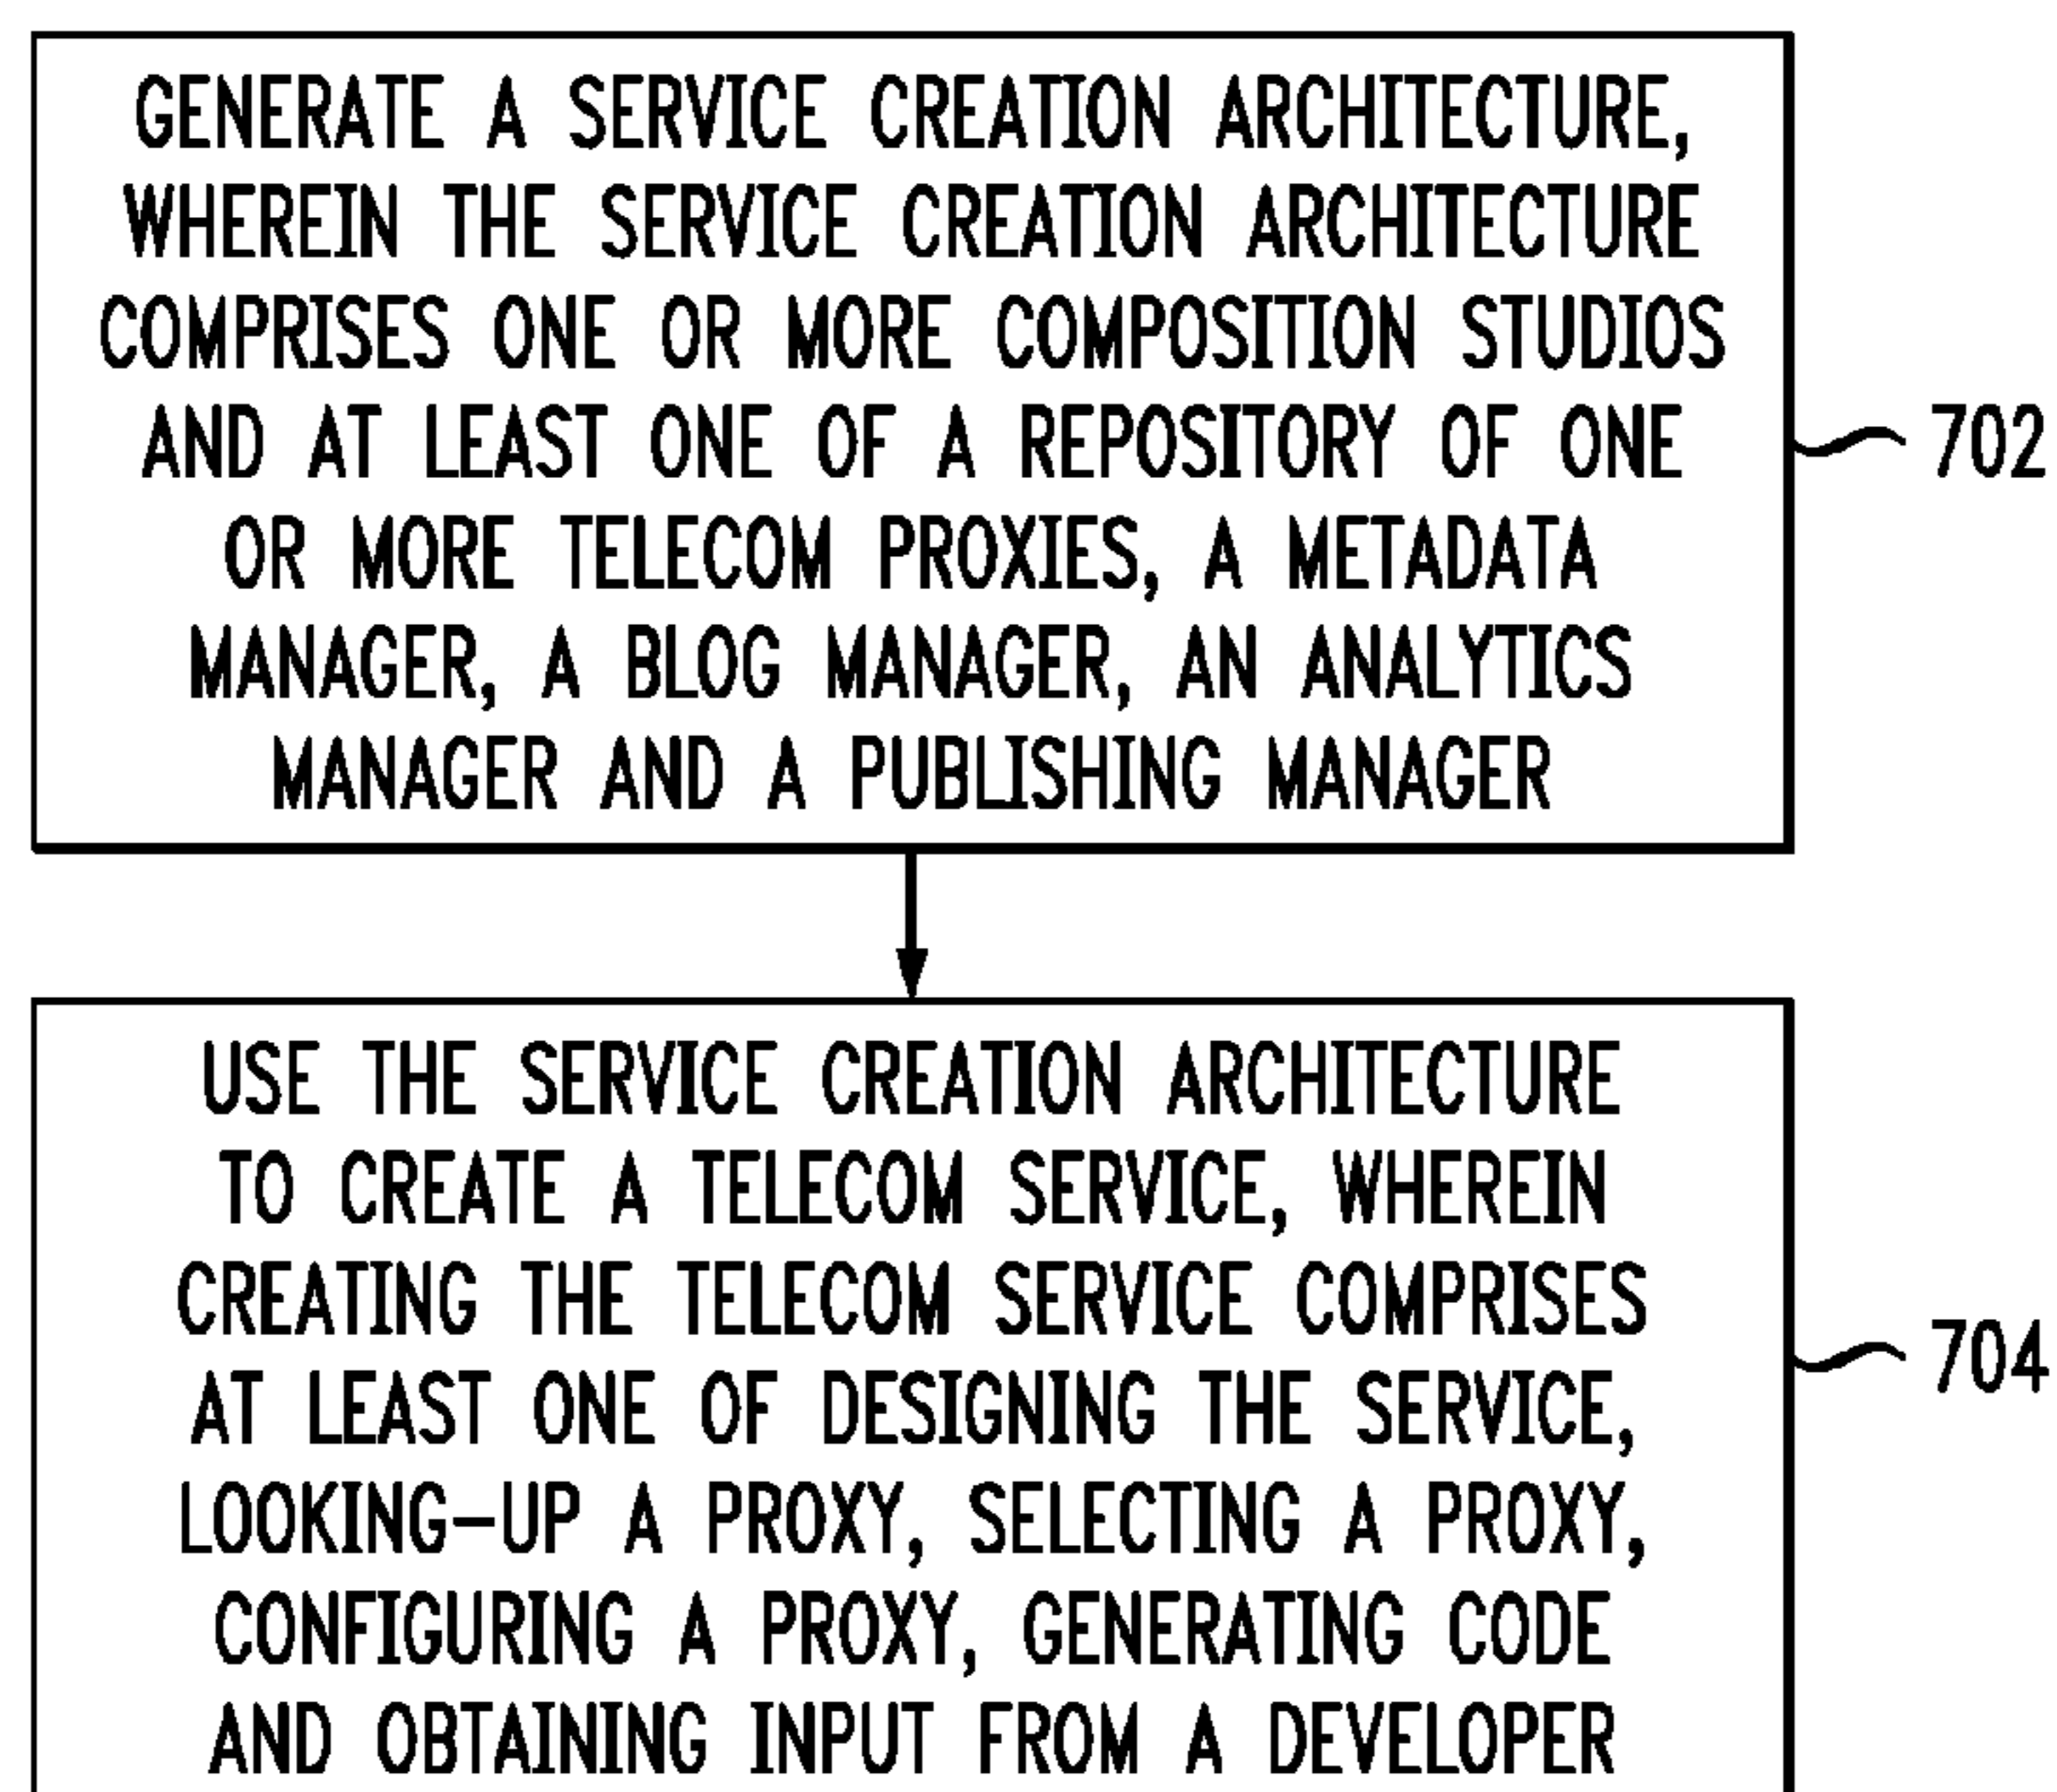 GENERATE A SERVICE CREATION ARCHITECTURE,
WHEREIN THE SERVICE CREATION ARCHITECTURE
COMPRISES ONE OR MORE COMPOSITION STUDIOS
AND AT LEAST ONE OF A REPOSITORY OF ONE
OR MORE TELECOM PROXIES, A METADATA
MANAGER, A BLOG MANAGER, AN ANALYTICS
MANAGER AND A PUBLISHING MANAGER
702
USE THE SERVICE CREATION ARCHITECTURE
TO CREATE A TELECOM SERVICE, WHEREIN
CREATING THE TELECOM SERVICE COMPRISES
AT LEAST ONE OF DESIGNING THE SERVICE,
LOOKING-UP A PROXY, SELECTING A PROXY,
CONFIGURING A PROXY, GENERATING CODE
AND OBTAINING INPUT FROM A DEVELOPER
704